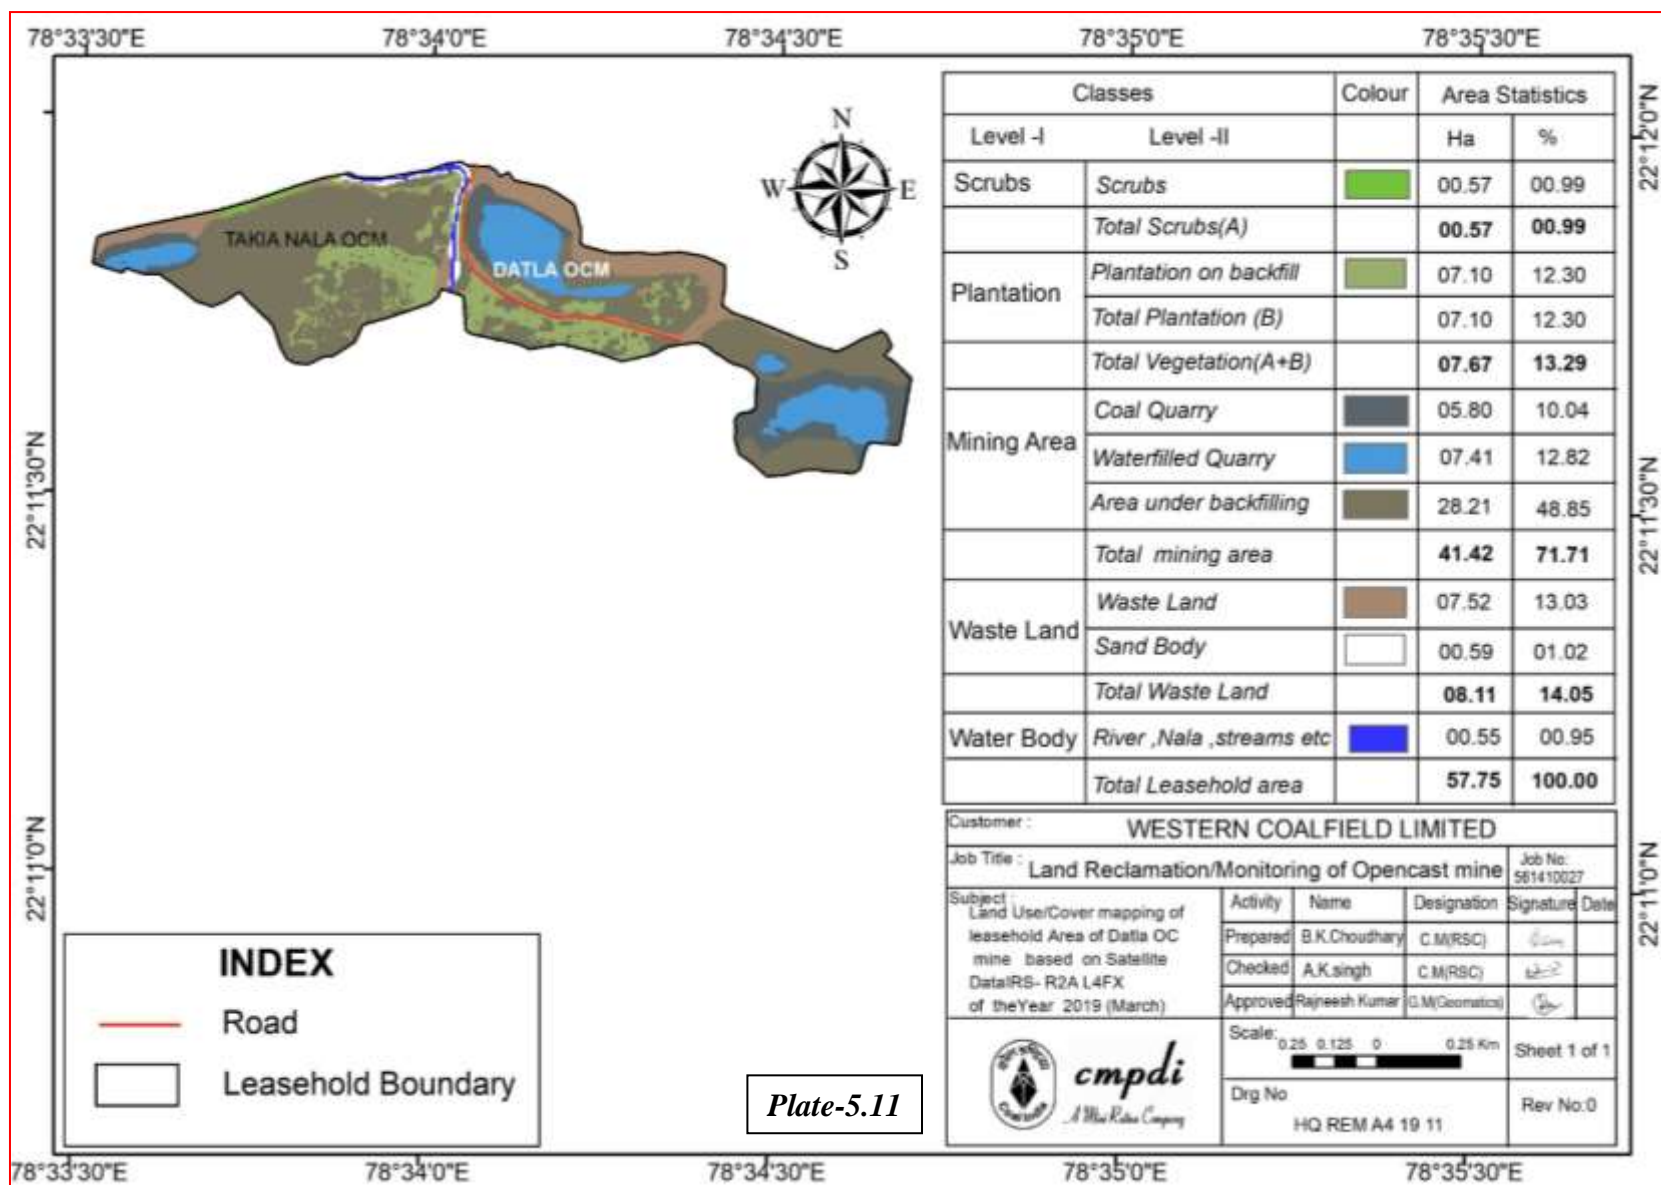 78°33'30"E 78°34'0"E 78°34'30"E 78°35'0"E 78°35'30"E
22°12'0"N
22°11'30"N 22°11'30"N
22°11'0"N 22°11'0"N
N
W E
S
TAKIA NALA OCM
DATLA OCM
Classes Colour Area Statistics
Level -I Level -II Ha %
Scrubs Scrubs 00.57 00.99
Total Scrubs(A) 00.57 00.99
Plantation Plantation on backfill 07.10 12.30
Total Plantation (B) 07.10 12.30
Total Vegetation(A+B) 07.67 13.29
Mining Area Coal Quarry 05.80 10.04
Waterfilled Quarry 07.41 12.82
Area under backfilling 28.21 48.85
Total mining area 41.42 71.71
Waste Land Waste Land 07.52 13.03
Sand Body 00.59 01.02
Total Waste Land 08.11 14.05
Water Body River ,Nala ,streams etc 00.55 00.95
Total Leasehold area 57.75 100.00
Customer : WESTERN COALFIELD LIMITED
Job Title : Land Reclamation/Monitoring of Opencast mine
Job No:
561410027
Subject :
Land Use/Cover mapping of
leasehold Area of Datla OC
mine based on Satellite
DataIRS- R2A L4FX
of theYear 2019 (March)
Activity Name Designation Signature Date
Prepared B.K.Choudhary C.M(RSC)
Checked A.K.singh C.M(RSC)
Approved Rajneesh Kumar G.M(Geomatics)
Scale:
0.25 0.125 0 0.25 Km
Sheet 1 of 1
Drg No
HQ REM A4 19 11
Rev No:0
cmpdi
A Mini Ratna Company
Coal India
INDEX
Road
Leasehold Boundary
Plate-5.11
78°33'30"E 78°34'0"E 78°34'30"E 78°35'0"E 78°35'30"E